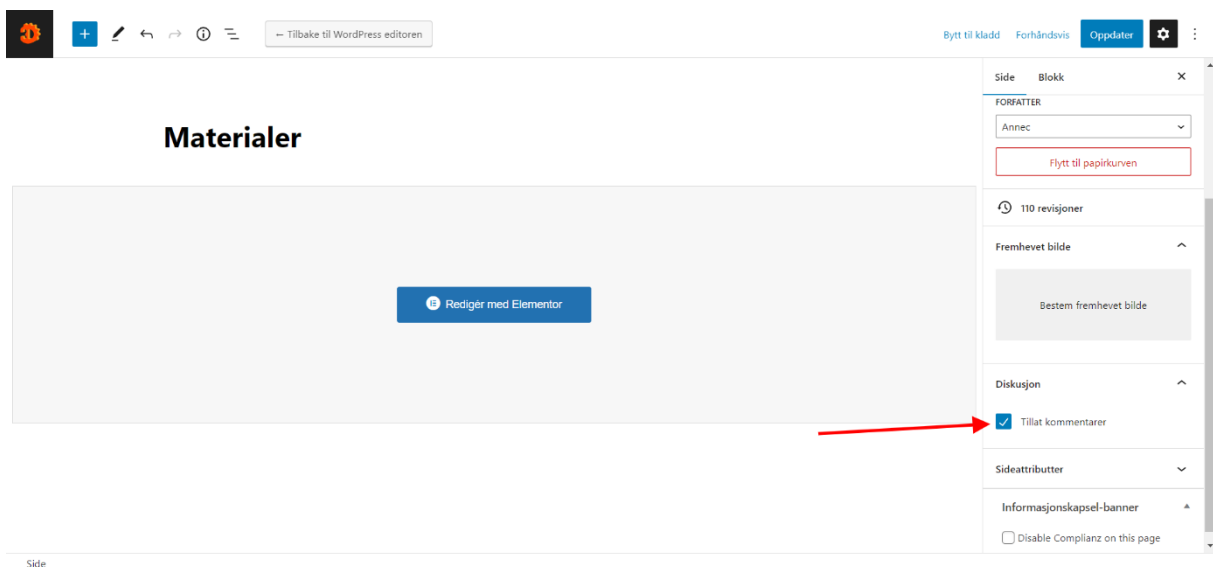 ← Tilbake til WordPress editoren
Bytt til kladd
Forhåndsvis
Oppdater
Side
Blokk
FORFATTER
Annec
Flytt til papirkurven
Materialer
110 revisjoner
Fremhevet bilde
Redigér med Elementor
Bestem fremhevet bilde
Diskusjon
Tillat kommentarer
Sideattributter
Informasjonskapsel-banner
Disable Complianz on this page
Side